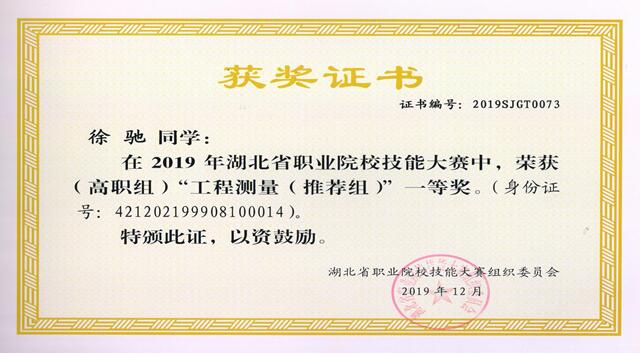 获奖证书
证书编号：2019SJGT0073
徐 驰 同学：
在 2019 年湖北省职业院校技能大赛中，荣获
（高职组）“工程测量（推荐组）”一等奖。（身份证
号：421202199908100014）。
特颁此证，以资鼓励。
湖北省职业院校技能大赛组织委员会
2019 年 12 月